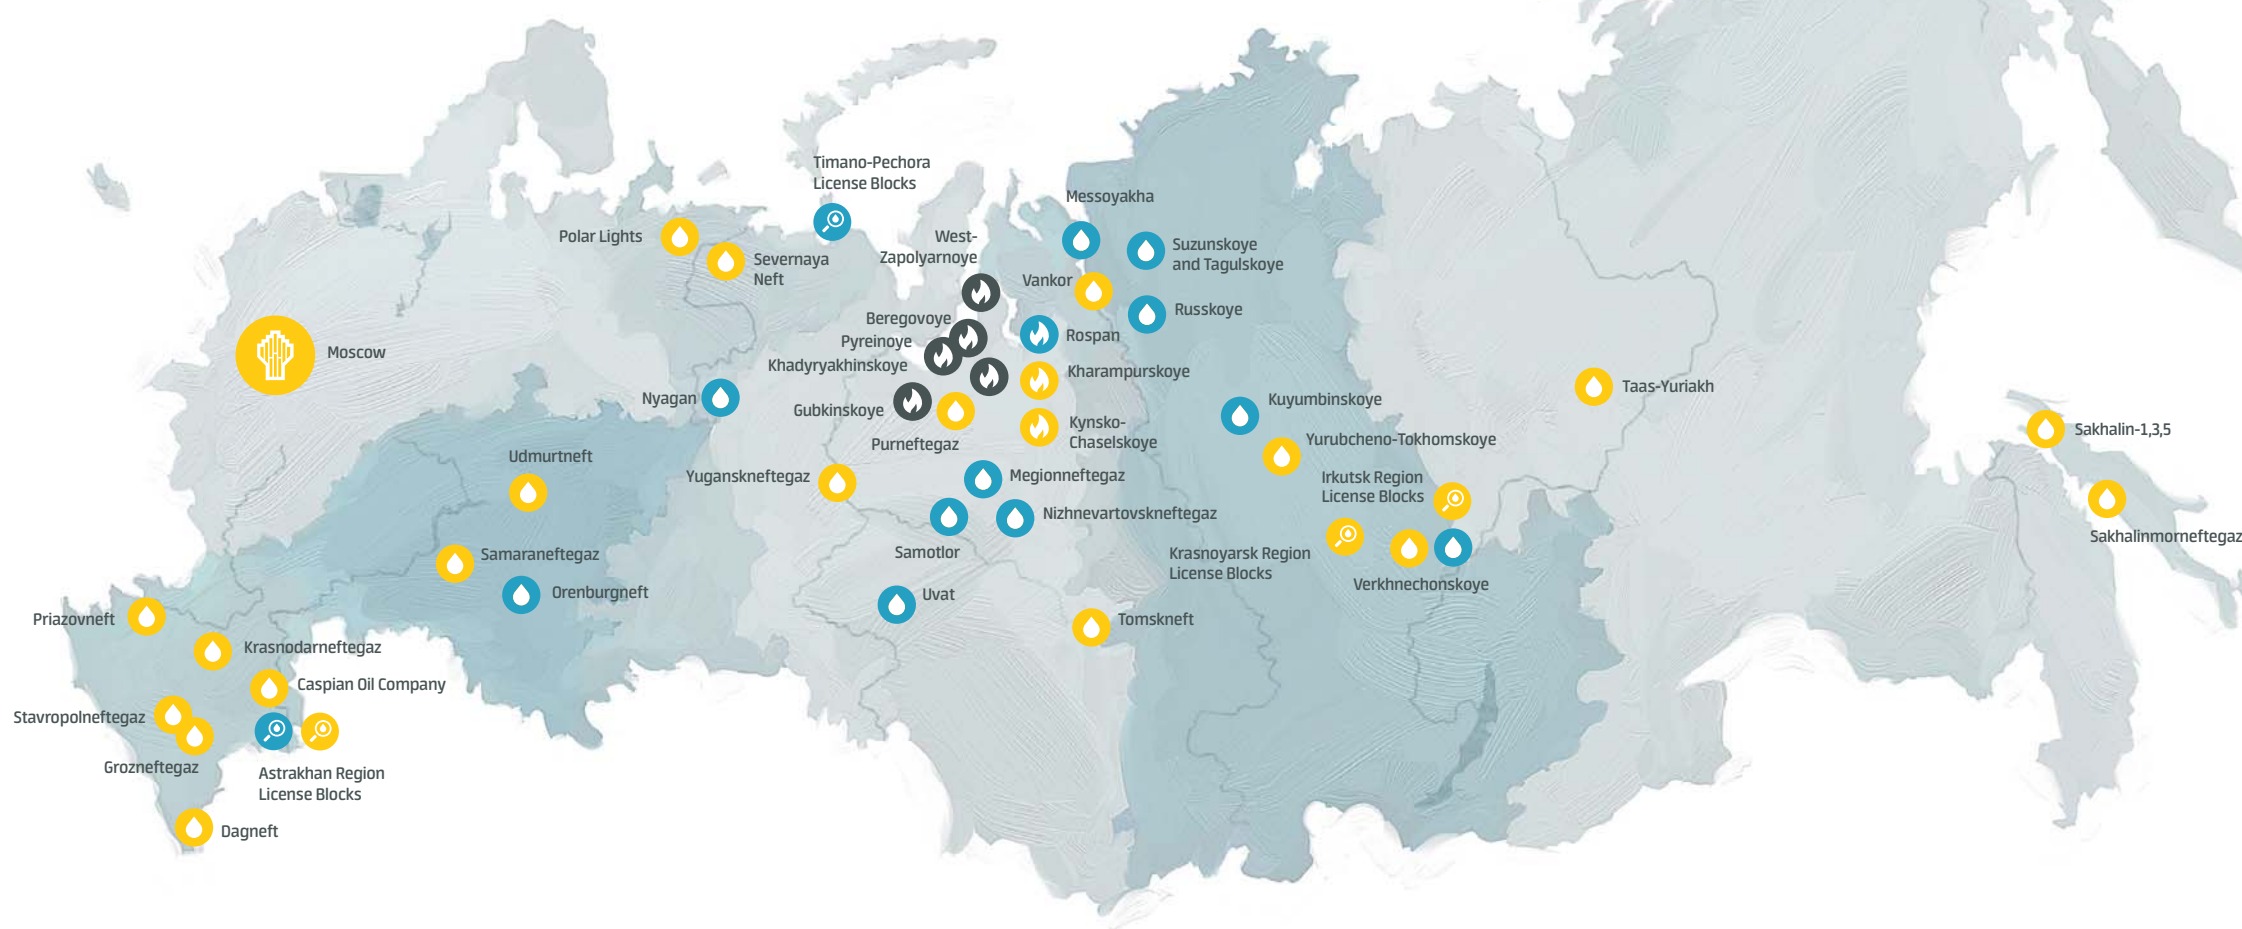 Timano-Pechora
License Blocks
Messoyakha
Polar Lights
West-
Zapolyarnoye
Suzunskoye
and Tagulskoye
Severnaya
Neft
Vankor
Russkoye
Beregovoye
Pyreinoye
Rospan
Moscow
Khadyryakhinskoye
Kharampurskoye
Nyagan
Gubkinskoye
Kuyumbinskoye
Taas-Yuriakh
Purneftegaz
Kynsko-
Chaselskoye
Yurubcheno-Tokhomskoye
Sakhalin-1,3,5
Udmurtneft
Yuganskneftegaz
Megionneftegaz
Irkutsk Region
License Blocks
Nizhnevartovskneftegaz
Sakhalinmorneftegaz
Samotlor
Samaraneftegaz
Krasnoyarsk Region
License Blocks
Verkhnechonskoye
Orenburgneft
Uvat
Priazovneft
Tomskneft
Krasnodarneftegaz
Caspian Oil Company
Stavropolneftegaz
Grozneftegaz
Astrakhan Region
License Blocks
Dagneft